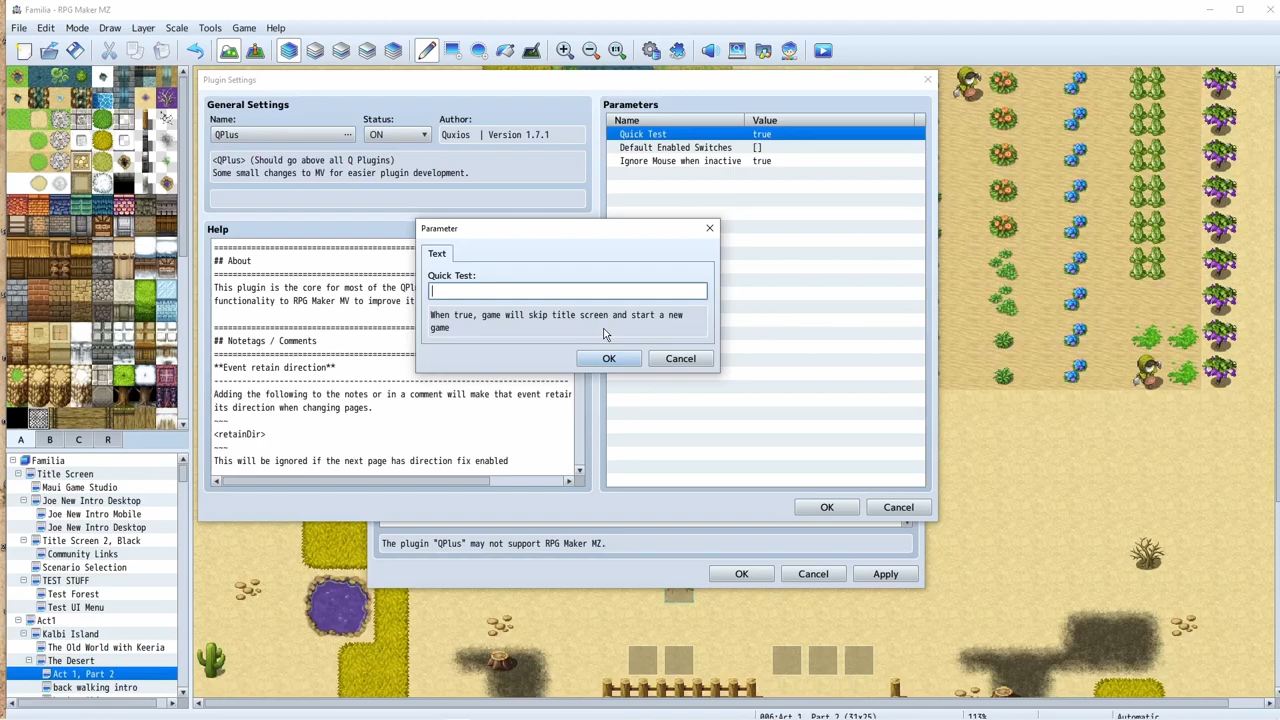 Familia - RPG Maker MZ
File Edit Mode Draw Layer Scale Tools Game Help
Plugin Settings
General Settings
Name:
Status:
Author:
QPlus
...
ON
Quxios | Version 1.7.1
<QPlus> (Should go above all Q Plugins)
Some small changes to MV for easier plugin development.
Parameters
Name Value
Quick Test true
Default Enabled Switches []
Ignore Mouse when inactive true
Help
## About
This plugin is the core for most of the QPlu
functionality to RPG Maker MV to improve it
## Notetags / Comments
**Event retain direction**
Adding the following to the notes or in a comment will make that event retain
its direction when changing pages.
~~~
<retainDir>
~~~
This will be ignored if the next page has direction fix enabled
Parameter
Text
Quick Test:
When true, game will skip title screen and start a new
game
OK
Cancel
OK
Cancel
The plugin "QPlus" may not support RPG Maker MZ.
OK
Cancel
Apply
A B C R
Familia
Title Screen
Maui Game Studio
Joe New Intro Desktop
Joe New Intro Mobile
Joe New Intro Desktop
Title Screen 2, Black
Community Links
Scenario Selection
TEST STUFF
Test Forest
Test UI Menu
Act1
Kalbi Island
The Old World with Keeria
The Desert
Act 1, Part 2
back walking intro
006:Act 1, Part 2 (31x25)
113%
Automatic